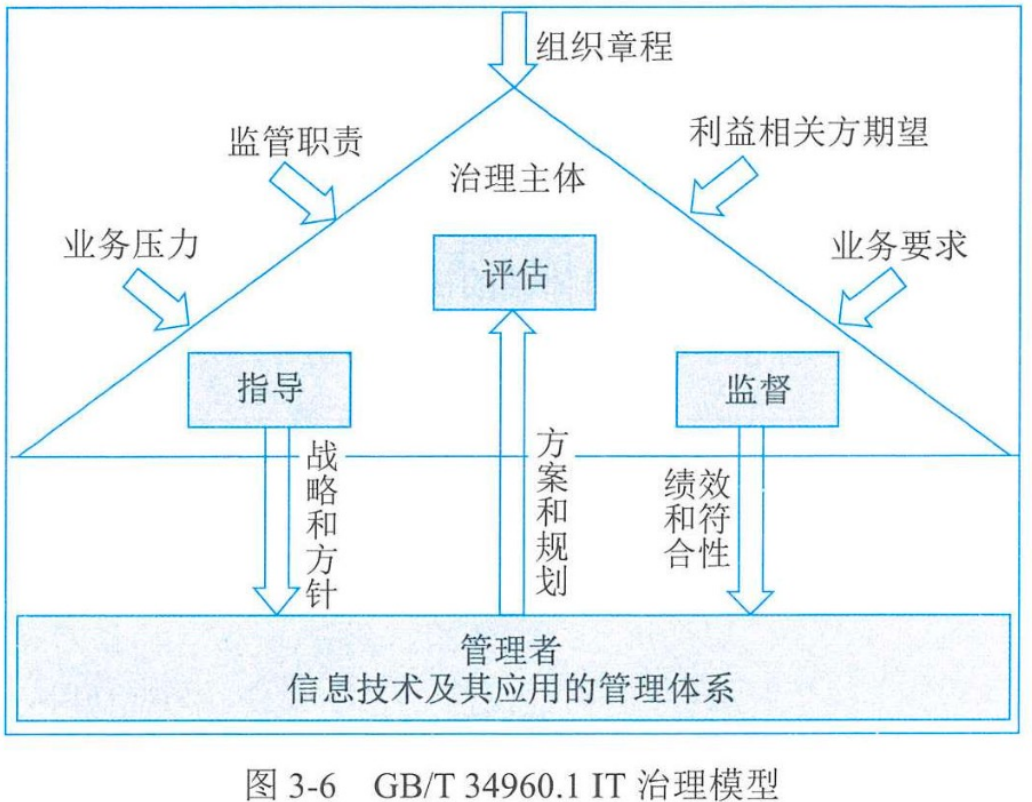 组织章程
监管职责
利益相关方期望
治理主体
业务压力
业务要求
评估
指导
监督
战略和方针
方案和规划
绩效
和符
合性
管理者
信息技术及其应用的管理体系
图 3-6 GB/T 34960.1 IT 治理模型